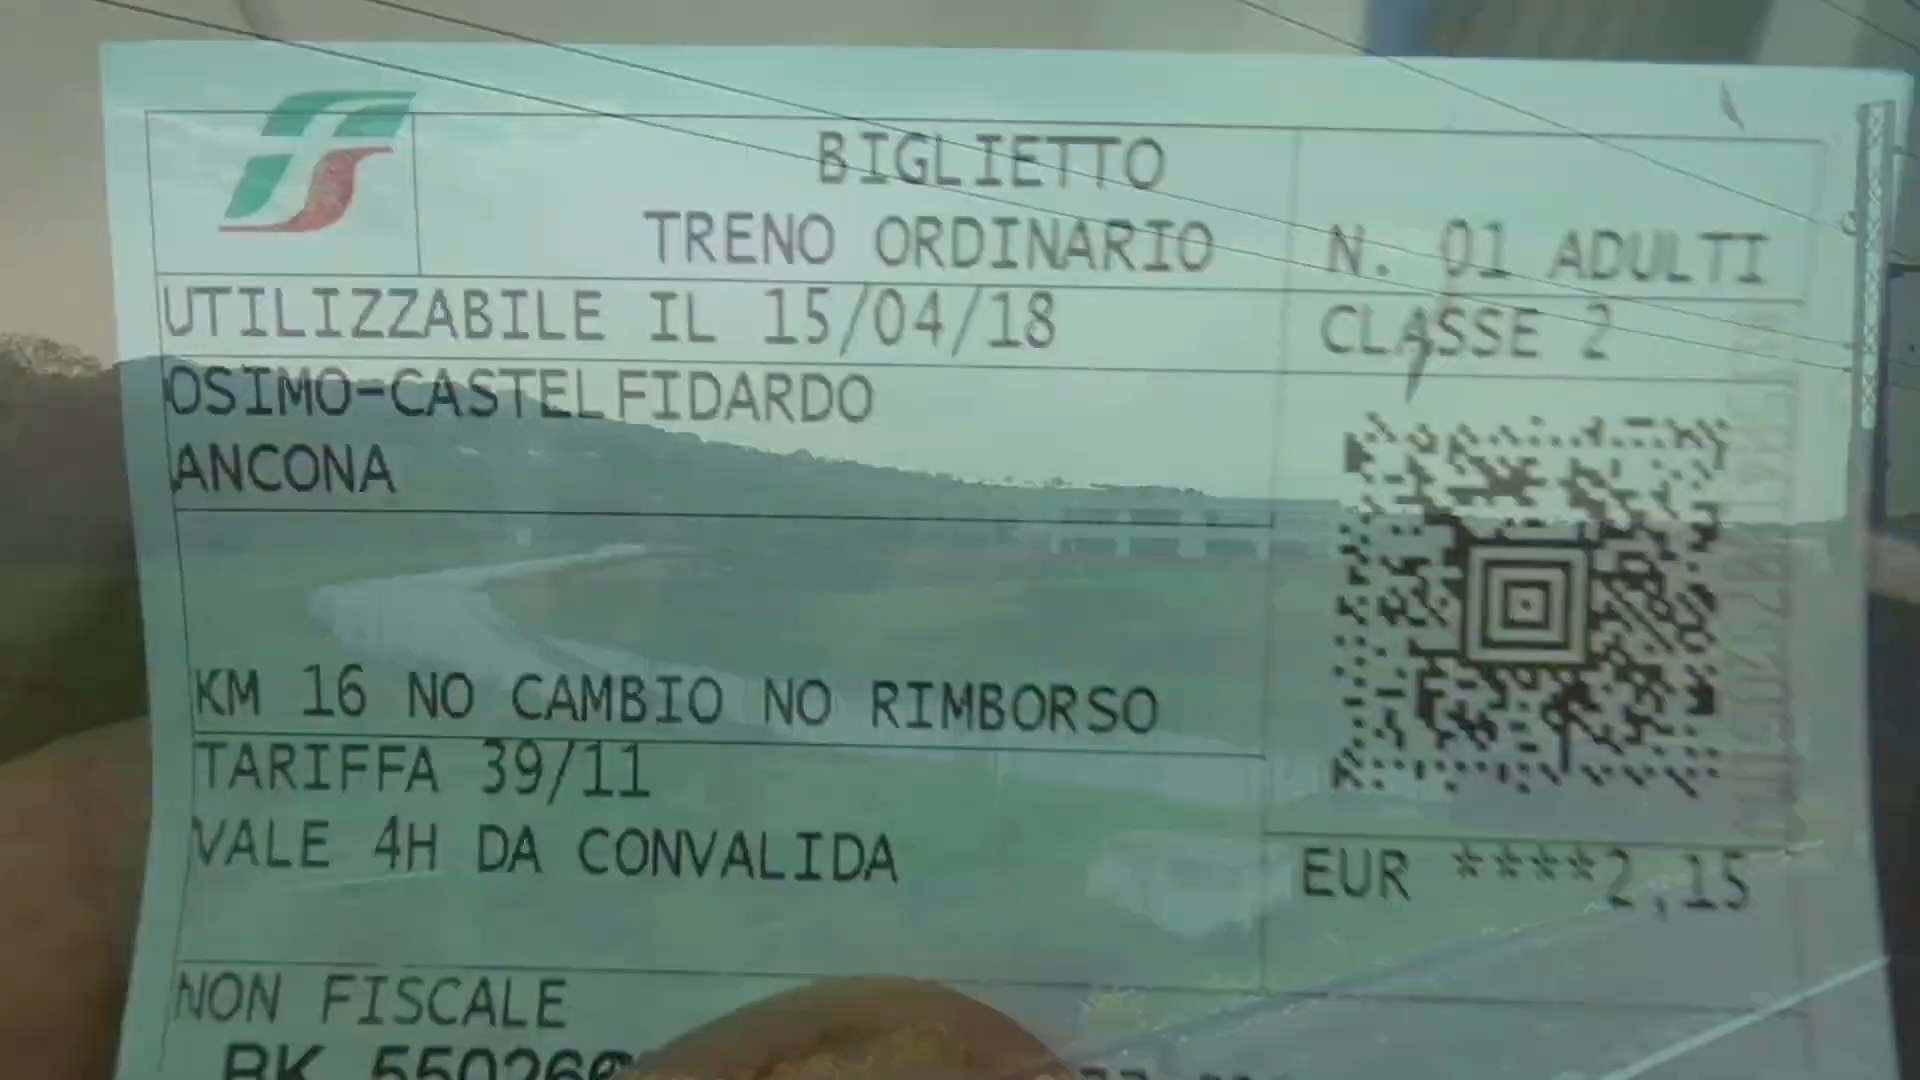 BIGLIETTO
TRENO ORDINARIO
N. 01 ADULTI
UTILIZZABILE IL 15/04/18
CLASSE 2
OSIMO-CASTELFIDARDO
ANCONA
KM 16 NO CAMBIO NO RIMBORSO
TARIFFA 39/11
VALE 4H DA CONVALIDA
EUR ****2,15
NON FISCALE